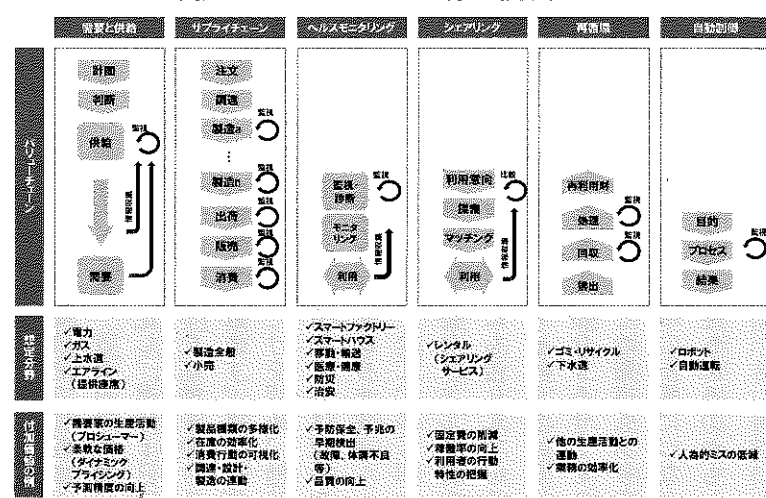 需要と供給
サプライチェーン
ヘルスモニタリング
シェアリング
再循環
自動制御
バリューチェーン
計画
判断
供給
監視
情報収集
需要
注文
調達
製造a
監視
⋮
製造n
監視
出荷
監視
販売
監視
消費
監視
監視
診断
監視
モニタ
リング
情報収集
利用
利用意向
比較
提携
マッチング
情報収集
利用
再利用財
処理
監視
回収
監視
排出
目的
プロセス
監視
結果
想定分野
✓電力
✓ガス
✓上水道
✓エアライン
(提供座席)
✓製造全般
✓小売
✓スマートファクトリー
✓スマートハウス
✓移動・輸送
✓医療・健康
✓防災
✓治安
✓レンタル
(シェアリング
サービス)
✓ゴミ・リサイクル
✓下水道
✓ロボット
✓自動運転
付加価値の例
✓需要家の生産活動
(プロシューマー)
✓柔軟な価格
(ダイナミック
プライシング)
✓予測精度の向上
✓製品種類の多様化
✓在庫の効率化
✓消費行動の可視化
✓調達・設計・
製造の連動
✓予防保全、予兆の
早期検出
(故障、体調不良
等)
✓品質の向上
✓固定費の削減
✓稼働率の向上
✓利用者の行動
特性の把握
✓他の生産活動との
連動
✓業務の効率化
✓人為的ミスの低減